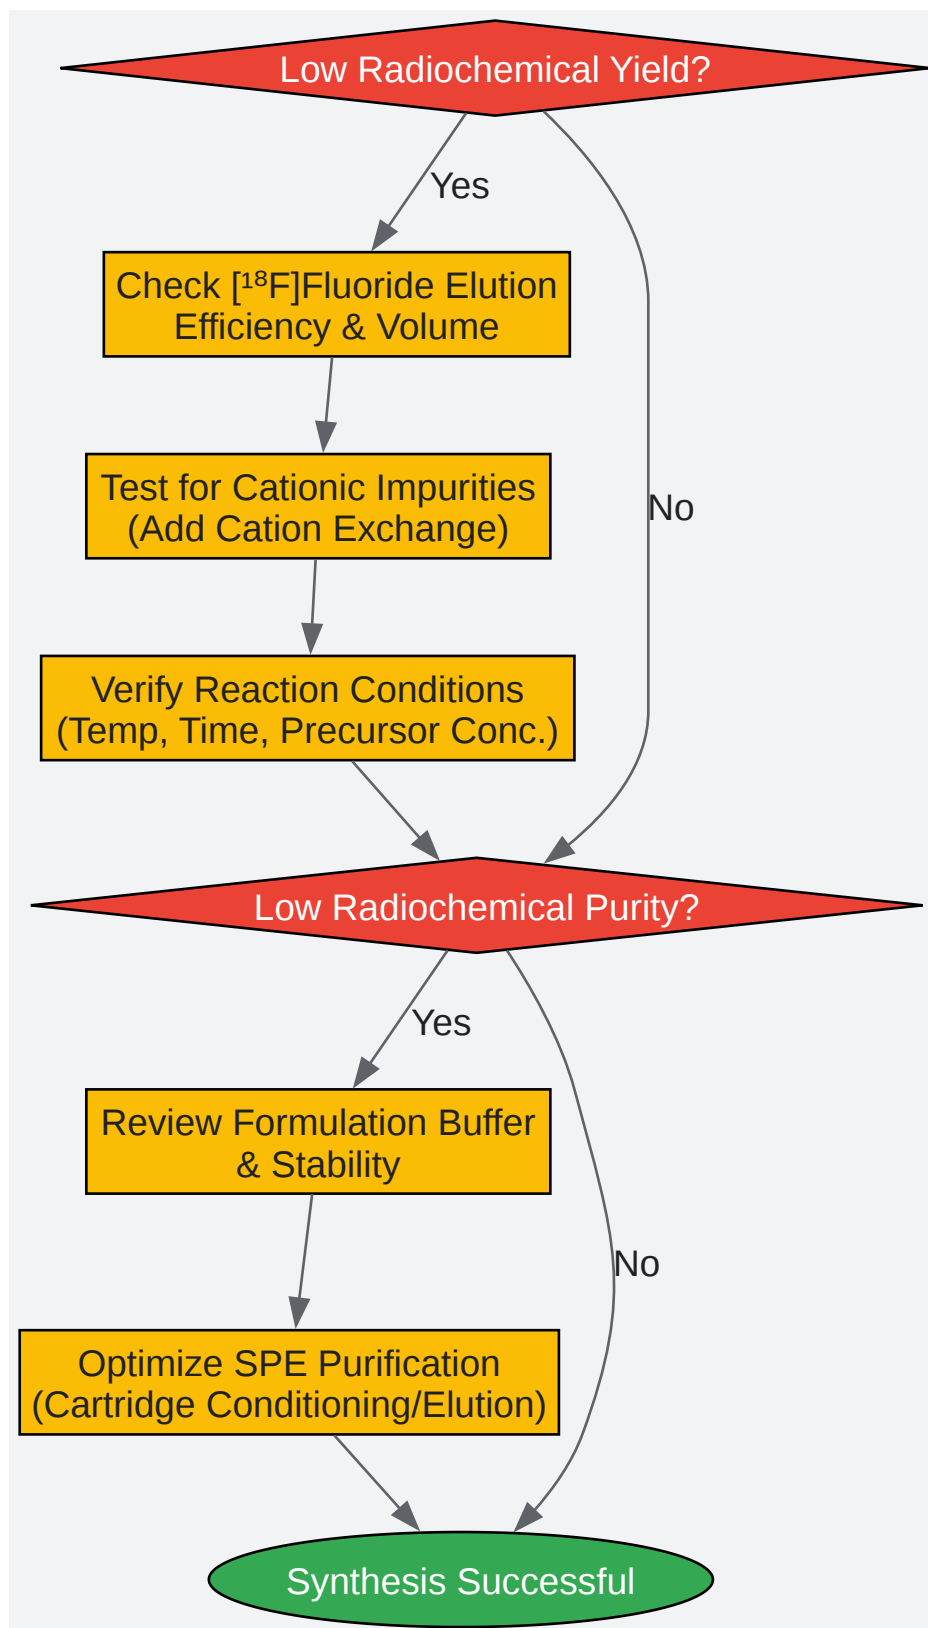 Low Radiochemical Yield?
Yes
Check [¹⁸F]Fluoride Elution
Efficiency & Volume
Test for Cationic Impurities
(Add Cation Exchange)
No
Verify Reaction Conditions
(Temp, Time, Precursor Conc.)
Low Radiochemical Purity?
Yes
Review Formulation Buffer
& Stability
No
Optimize SPE Purification
(Cartridge Conditioning/Elution)
Synthesis Successful